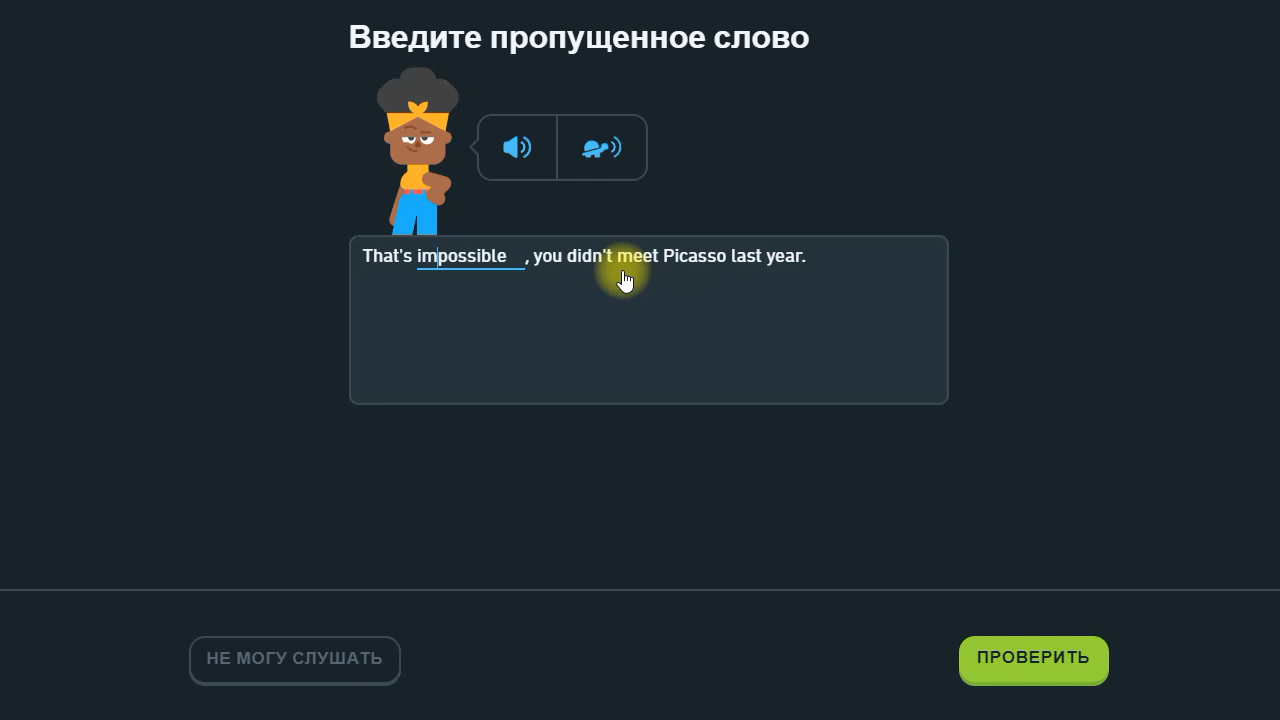 Введите пропущенное слово
That's impossible , you didn't meet Picasso last year.
НЕ МОГУ СЛУШАТЬ
ПРОВЕРИТЬ